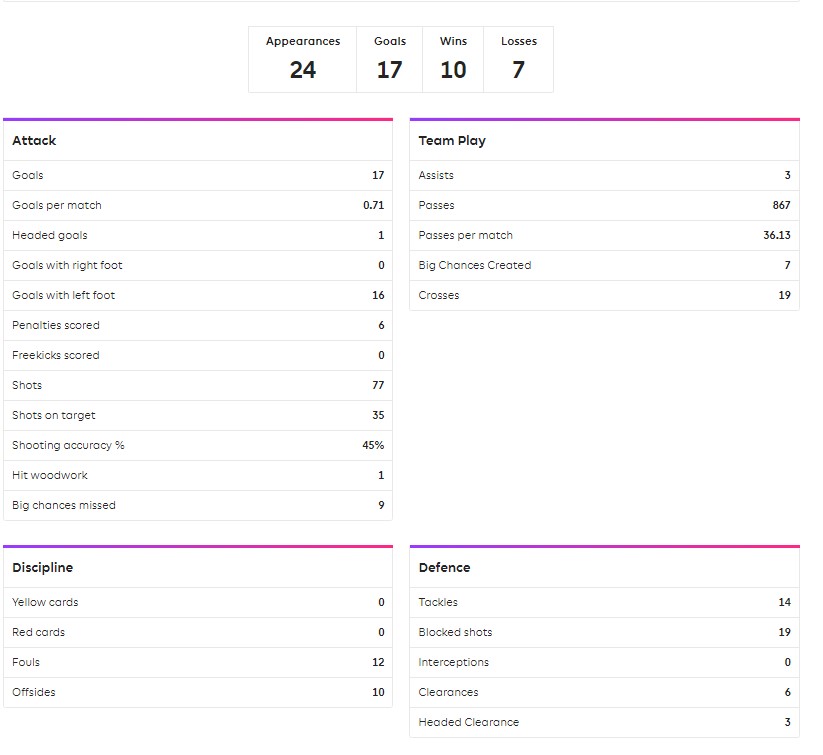 Appearances Goals Wins Losses
24 17 10 7
Attack
Goals 17
Goals per match 0.71
Headed goals 1
Goals with right foot 0
Goals with left foot 16
Penalties scored 6
Freekicks scored 0
Shots 77
Shots on target 35
Shooting accuracy % 45%
Hit woodwork 1
Big chances missed 9
Team Play
Assists 3
Passes 867
Passes per match 36.13
Big Chances Created 7
Crosses 19
Discipline
Yellow cards 0
Red cards 0
Fouls 12
Offsides 10
Defence
Tackles 14
Blocked shots 19
Interceptions 0
Clearances 6
Headed Clearance 3